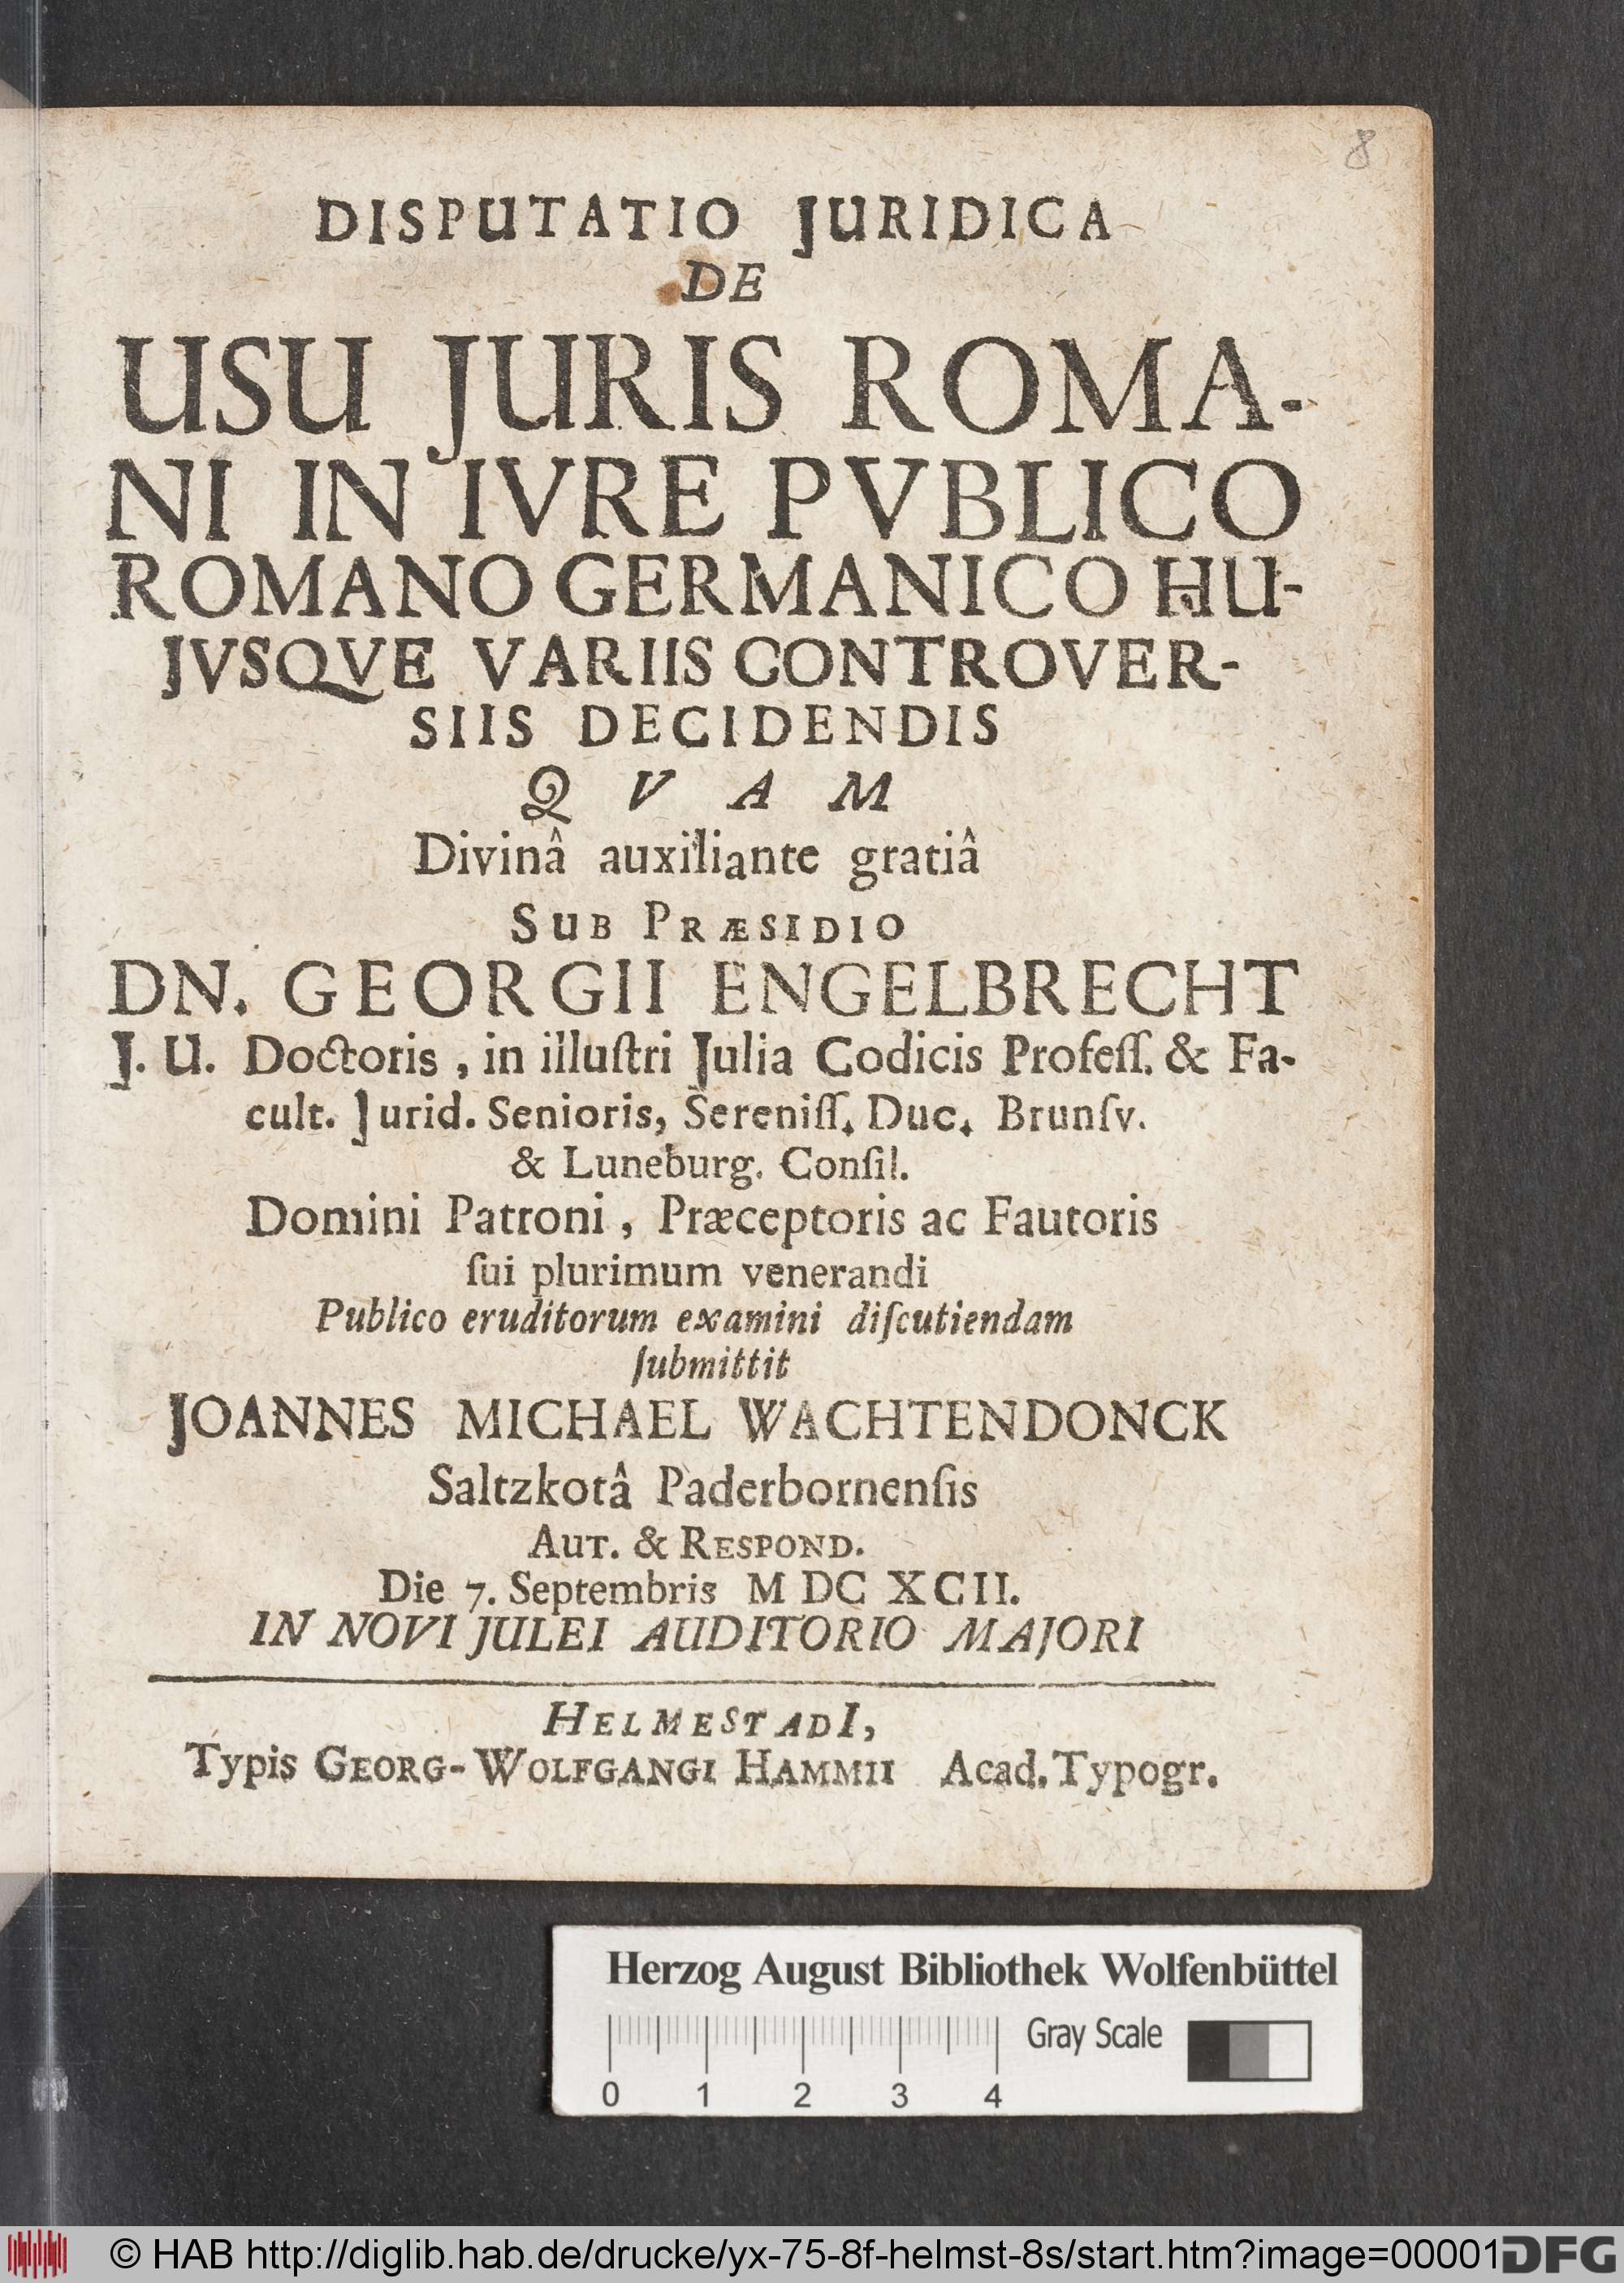 8
DISPUTATIO JURIDICA
DE
USU JURIS ROMA-
NI IN IVRE PVBLICO
ROMANO GERMANICO HU-
JVSQVE VARIIS CONTROVER-
SIIS DECIDENDIS
Q V A M
Divinâ auxiliante gratiâ
SUB PRÆSIDIO
DN. GEORGII ENGELBRECHT
J. U. Doctoris, in illuſtri Julia Codicis Profeſſ. & Fa-
cult. Jurid. Senioris, Sereniſſ. Duc. Brunſv.
& Luneburg. Conſil.
Domini Patroni, Præceptoris ac Fautoris
ſui plurimum venerandi
Publico eruditorum examini diſcutiendam
ſubmittit
JOANNES MICHAEL WACHTENDONCK
Saltzkotâ Paderbornenſis
AUT. & RESPOND.
Die 7. Septembris M DC XCII.
IN NOVI JULEI AUDITORIO MAJORI
HELMESTADI,
Typis GEORG-WOLFGANGI HAMMII Acad. Typogr.
Herzog August Bibliothek Wolfenbüttel
Gray Scale
0 1 2 3 4
© HAB http://diglib.hab.de/drucke/yx-75-8f-helmst-8s/start.htm?image=00001
DFG